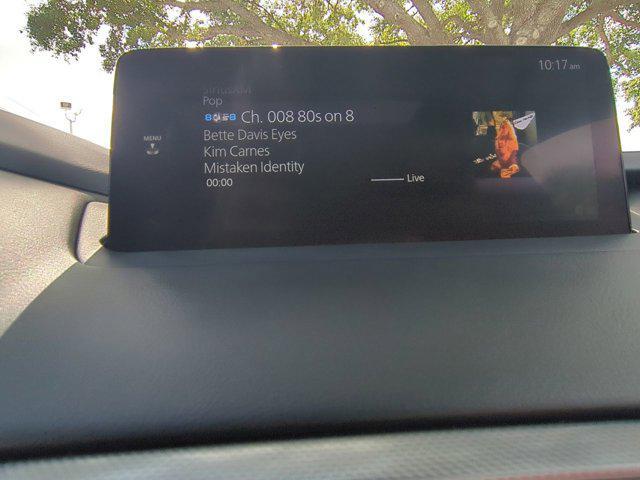 10:17 am
SiriusXM
Pop
Ch. 008 80s on 8
MENU
Bette Davis Eyes
Kim Carnes
Mistaken Identity
00:00
Live